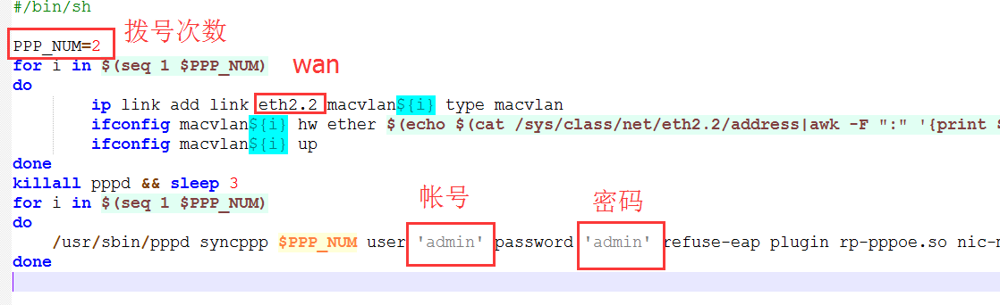 #/bin/sh
PPP_NUM=2 拨号次数
for i in $(seq 1 $PPP_NUM) wan
do
ip link add link eth2.2 macvlan${i} type macvlan
ifconfig macvlan${i} hw ether $(echo $(cat /sys/class/net/eth2.2/address|awk -F ":" '{print $
ifconfig macvlan${i} up
done
killall pppd && sleep 3
for i in $(seq 1 $PPP_NUM) 帐号 密码
do
/usr/sbin/pppd syncppp $PPP_NUM user 'admin' password 'admin' refuse-eap plugin rp-pppoe.so nic-
done